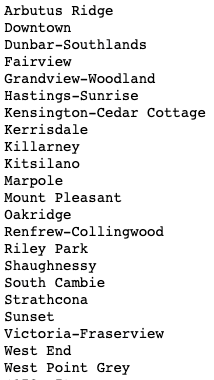 Arbutus Ridge
Downtown
Dunbar-Southlands
Fairview
Grandview-Woodland
Hastings-Sunrise
Kensington-Cedar Cottage
Kerrisdale
Killarney
Kitsilano
Marpole
Mount Pleasant
Oakridge
Renfrew-Collingwood
Riley Park
Shaughnessy
South Cambie
Strathcona
Sunset
Victoria-Fraserview
West End
West Point Grey